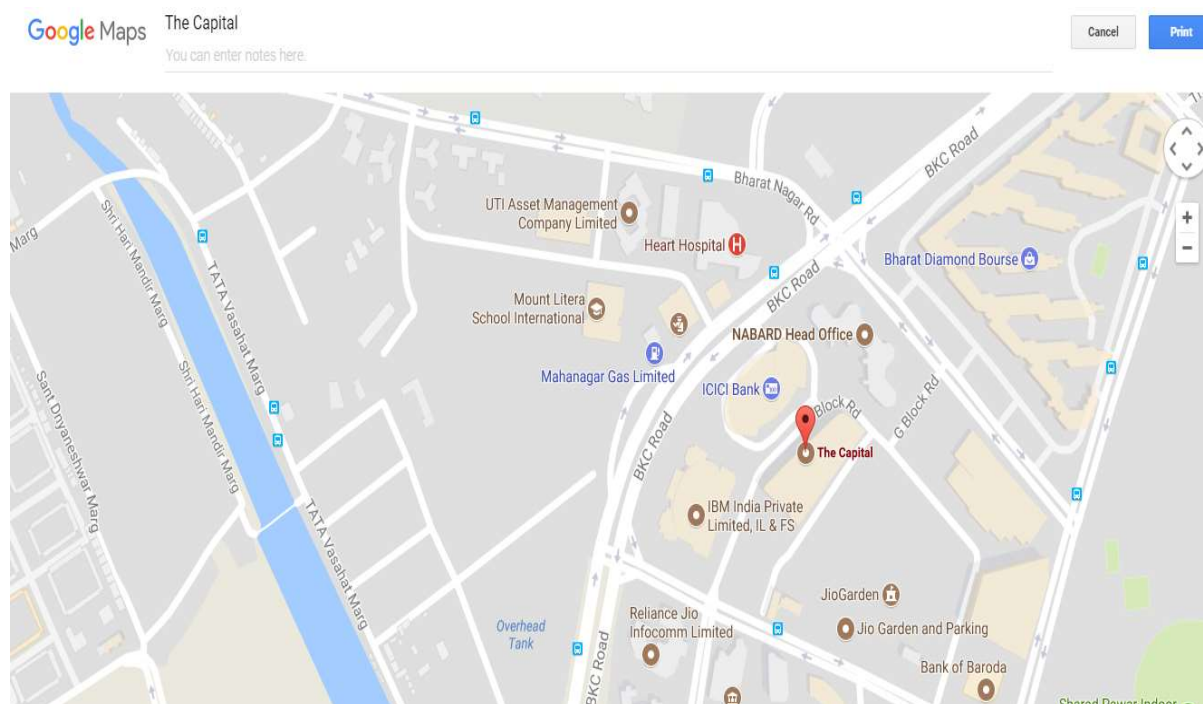 Google Maps
The Capital
You can enter notes here.
Cancel
Print
BKC Road
Bharat Nagar Rd
UTI Asset Management
Company Limited
Heart Hospital
H
Bharat Diamond Bourse
Marg
Shri Hari Mandir Marg
TATA Vasahat Marg
BKC Road
Mount Litera
School International
NABARD Head Office
Mahanagar Gas Limited
ICICI Bank
Block Rd
G Block Rd
Sant Dnyaneshwar Marg
Shri Hari Mandir Marg
BKC Road
The Capital
IBM India Private
Limited, IL & FS
TATA Vasahat Marg
JioGarden
Reliance Jio
Infocomm Limited
Jio Garden and Parking
Overhead
Tank
BKC Road
Bank of Baroda